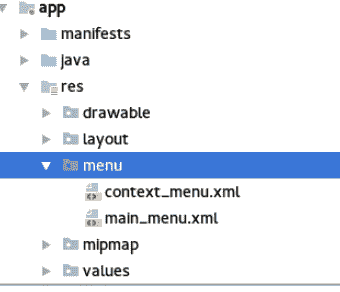 app
manifests
java
res
drawable
layout
menu
context_menu.xml
main_menu.xml
mipmap
values